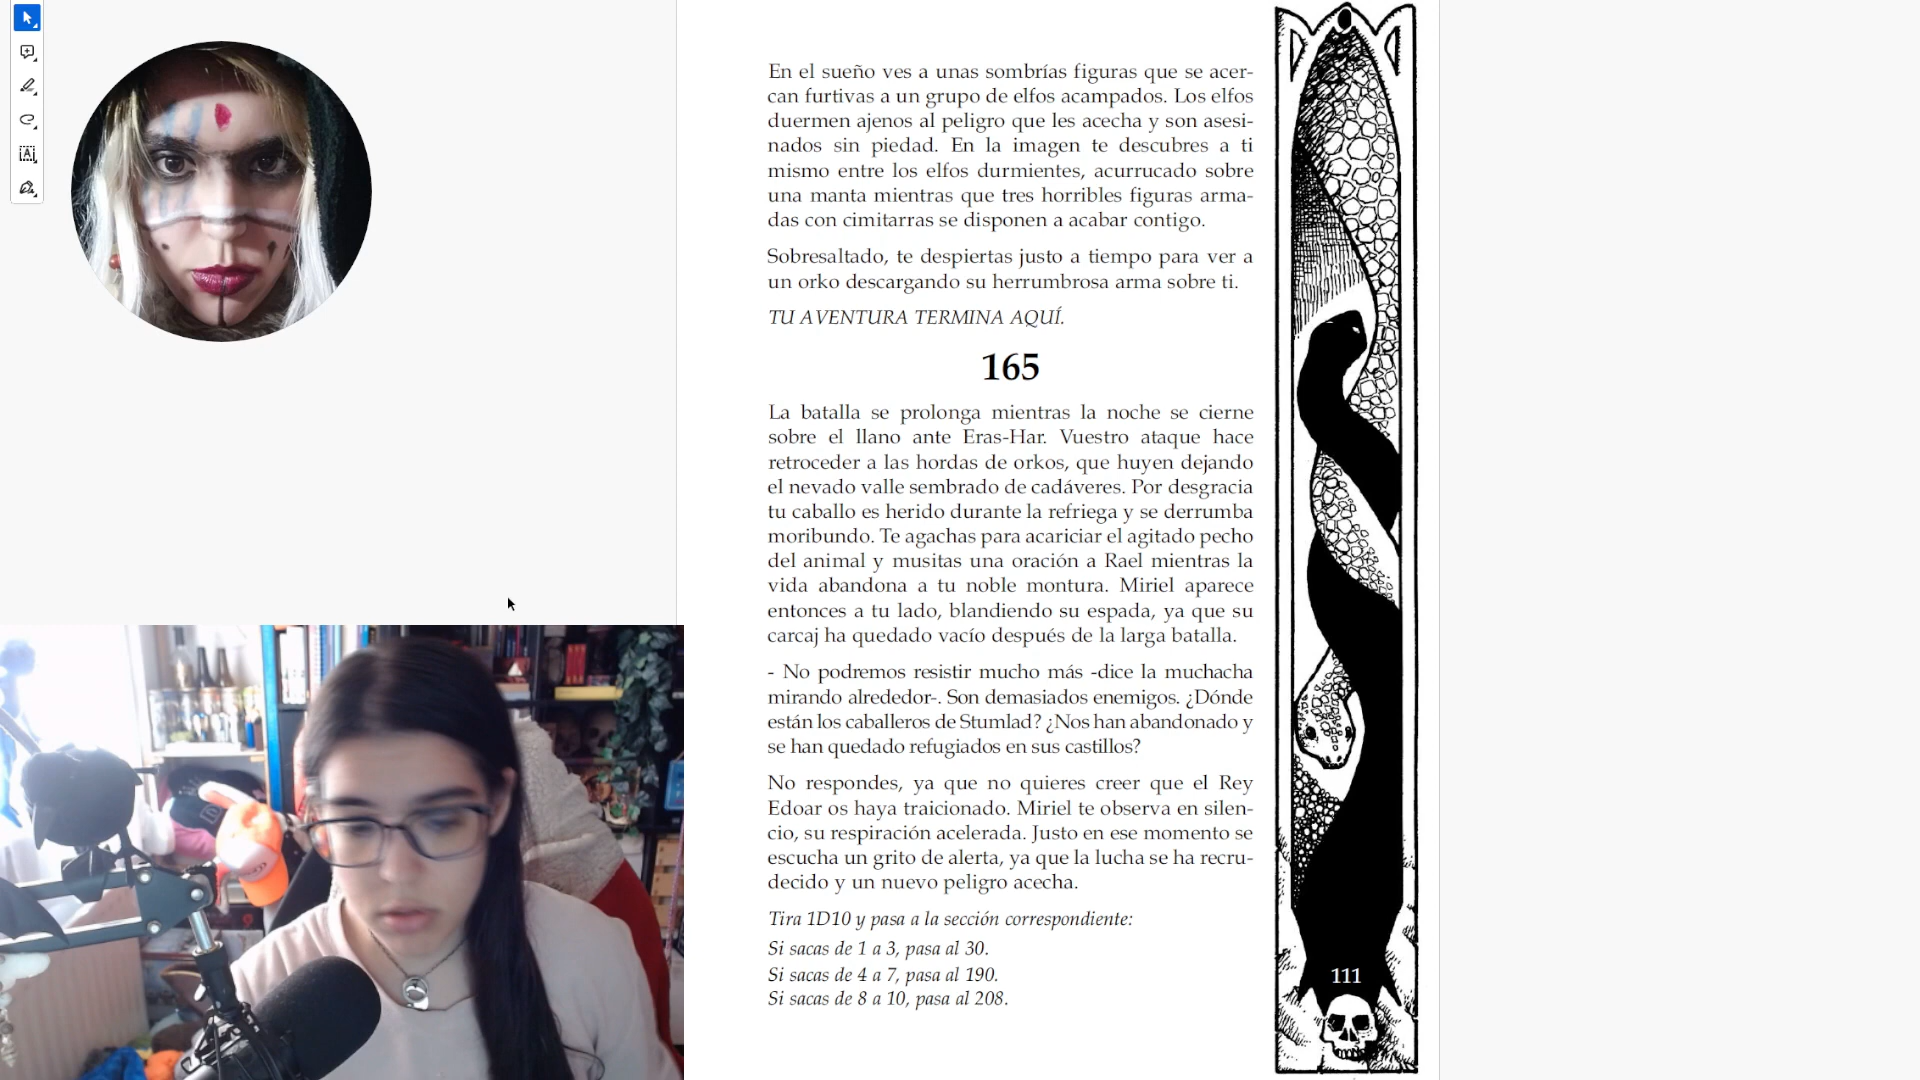 En el sueño ves a unas sombrías figuras que se acer-
can furtivas a un grupo de elfos acampados. Los elfos
duermen ajenos al peligro que les acecha y son asesi-
nados sin piedad. En la imagen te descubres a ti
mismo entre los elfos durmientes, acurrucado sobre
una manta mientras que tres horribles figuras arma-
das con cimitarras se disponen a acabar contigo.
Sobresaltado, te despiertas justo a tiempo para ver a
un orko descargando su herrumbrosa arma sobre ti.
TU AVENTURA TERMINA AQUÍ.
165
La batalla se prolonga mientras la noche se cierne
sobre el llano ante Eras-Har. Vuestro ataque hace
retroceder a las hordas de orkos, que huyen dejando
el nevado valle sembrado de cadáveres. Por desgracia
tu caballo es herido durante la refriega y se derrumba
moribundo. Te agachas para acariciar el agitado pecho
del animal y musitas una oración a Rael mientras la
vida abandona a tu noble montura. Miriel aparece
entonces a tu lado, blandiendo su espada, ya que su
carcaj ha quedado vacío después de la larga batalla.
- No podremos resistir mucho más -dice la muchacha
mirando alrededor-. Son demasiados enemigos. ¿Dónde
están los caballeros de Stumlad? ¿Nos han abandonado y
se han quedado refugiados en sus castillos?
No respondes, ya que no quieres creer que el Rey
Edoar os haya traicionado. Miriel te observa en silen-
cio, su respiración acelerada. Justo en ese momento se
escucha un grito de alerta, ya que la lucha se ha recru-
decido y un nuevo peligro acecha.
Tira 1D10 y pasa a la sección correspondiente:
Si sacas de 1 a 3, pasa al 30.
Si sacas de 4 a 7, pasa al 190.
Si sacas de 8 a 10, pasa al 208.
111